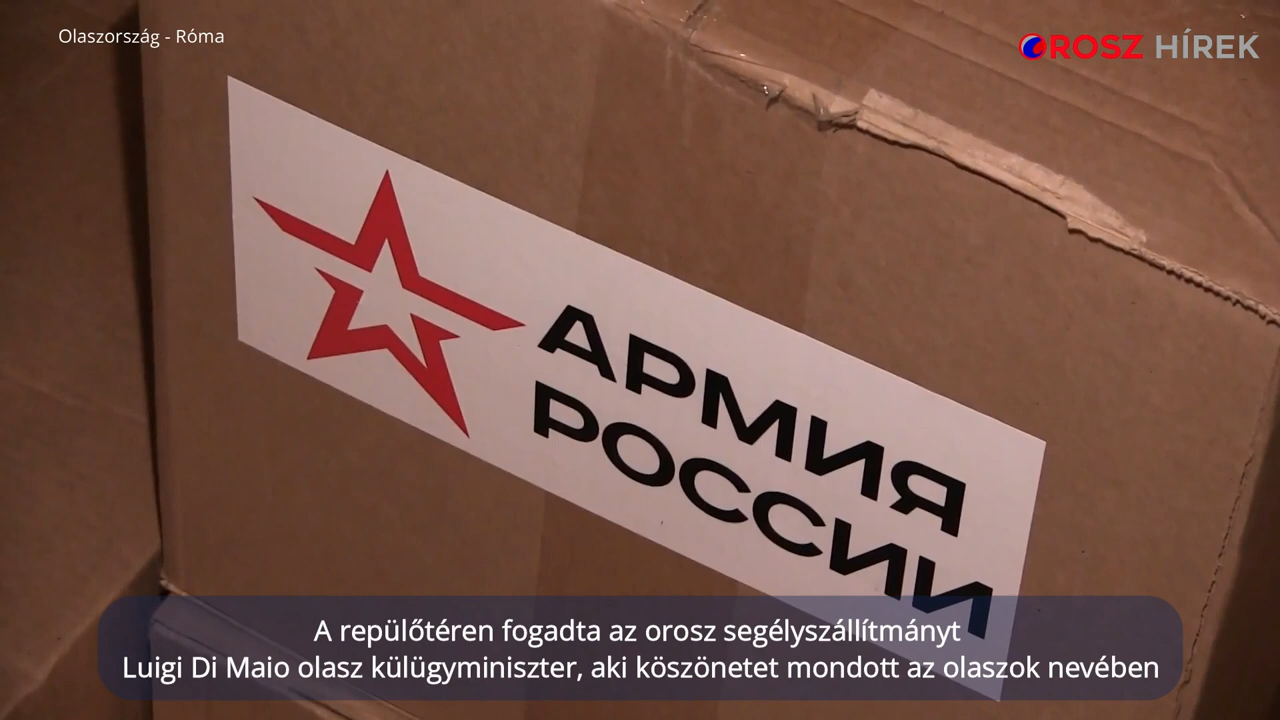 Olaszország - Róma
OROSZ HÍREK
АРМИЯ
РОССИИ
A repülőtéren fogadta az orosz segélyszállítmányt
Luigi Di Maio olasz külügyminiszter, aki köszönetet mondott az olaszok nevében